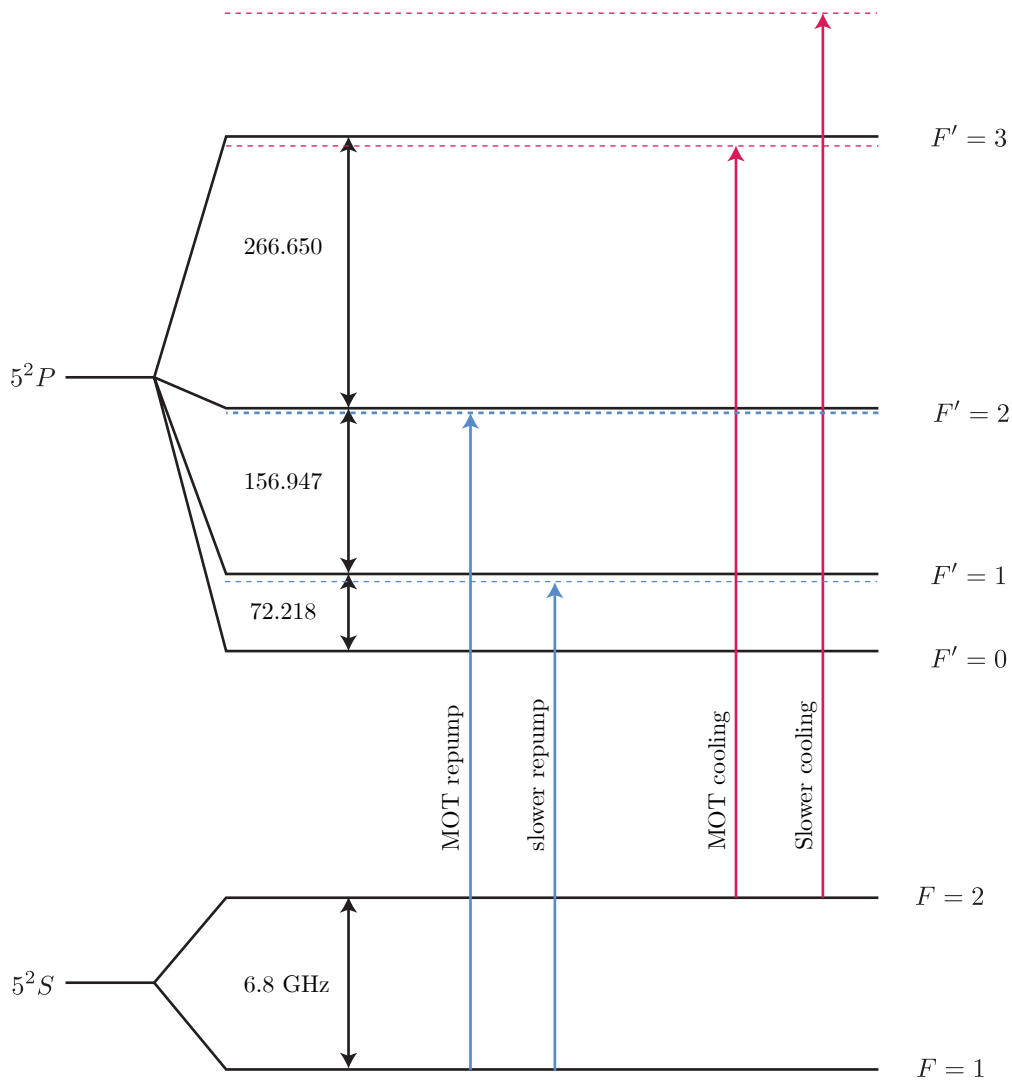 F′ = 3
266.650
5²P
F′ = 2
156.947
F′ = 1
72.218
F′ = 0
MOT repump
slower repump
MOT cooling
Slower cooling
F = 2
5²S
6.8 GHz
F = 1